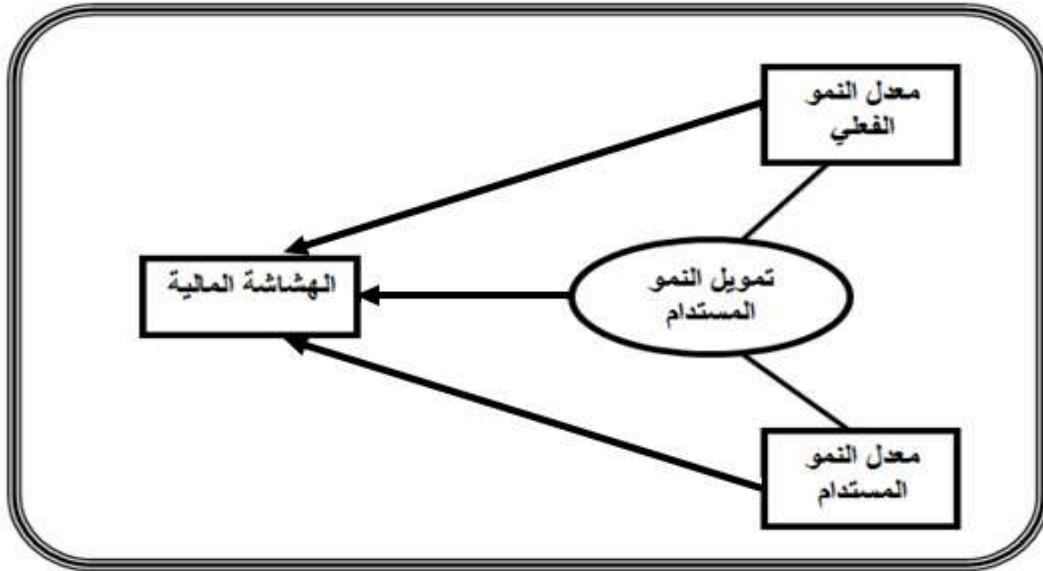 معدل النمو
الفعلي
تمويل النمو
المستدام
الهشاشة المالية
معدل النمو
المستدام